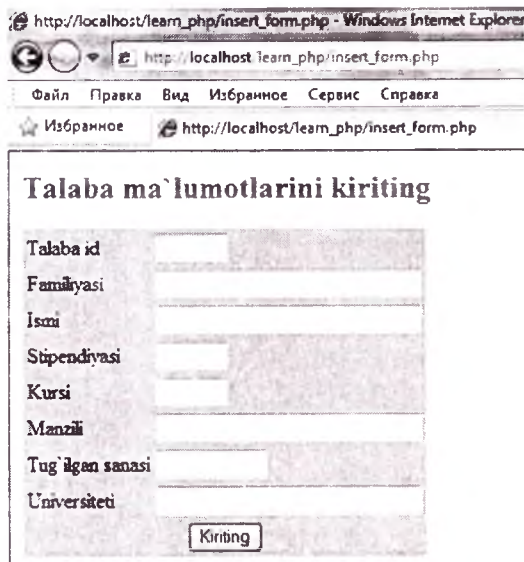 http://localhost/learn_php/insert_form.php - Windows Internet Explorer
http://localhost/learn_php/insert_form.php
Файл Правка Вид Избранное Сервис Справка
Избранное http://localhost/learn_php/insert_form.php
Talaba ma`lumotlarini kiriting
Talaba id
Familiyasi
Ismi
Stipendiyasi
Kursi
Manzili
Tug`ilgan sanasi
Universiteti
Kiriting